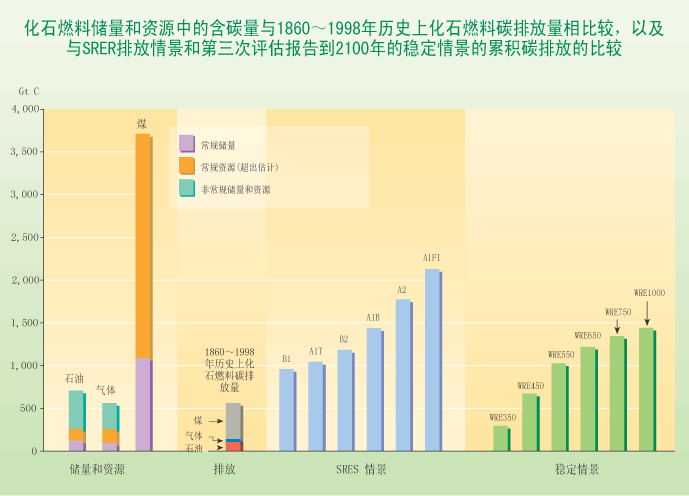 化石燃料储量和资源中的含碳量与1860～1998年历史上化石燃料碳排放量相比较，以及
与SRER排放情景和第三次评估报告到2100年的稳定情景的累积碳排放的比较
Gt C
4,000
3,500
3,000
2,500
2,000
1,500
1,000
500
0
煤
石油
气体
常规储量
常规资源(超出估计)
非常规储量和资源
1860～1998
年历史上化
石燃料碳排
放量
煤
气体
石油
B1
A1T
B2
A1B
A2
A1FI
WRE350
WRE450
WRE550
WRE650
WRE750
WRE1000
储量和资源
排放
SRES 情景
稳定情景